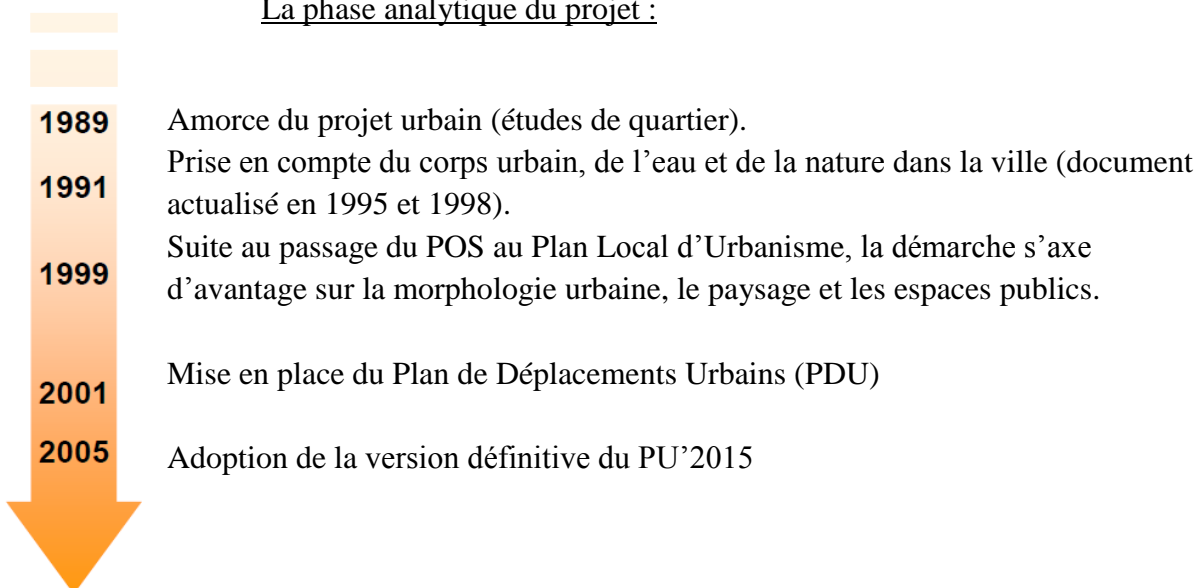 La phase analytique du projet :
1989 Amorce du projet urbain (études de quartier).
Prise en compte du corps urbain, de l’eau et de la nature dans la ville (document
1991 actualisé en 1995 et 1998).
Suite au passage du POS au Plan Local d’Urbanisme, la démarche s’axe
1999 d’avantage sur la morphologie urbaine, le paysage et les espaces publics.
2001 Mise en place du Plan de Déplacements Urbains (PDU)
2005 Adoption de la version définitive du PU’2015